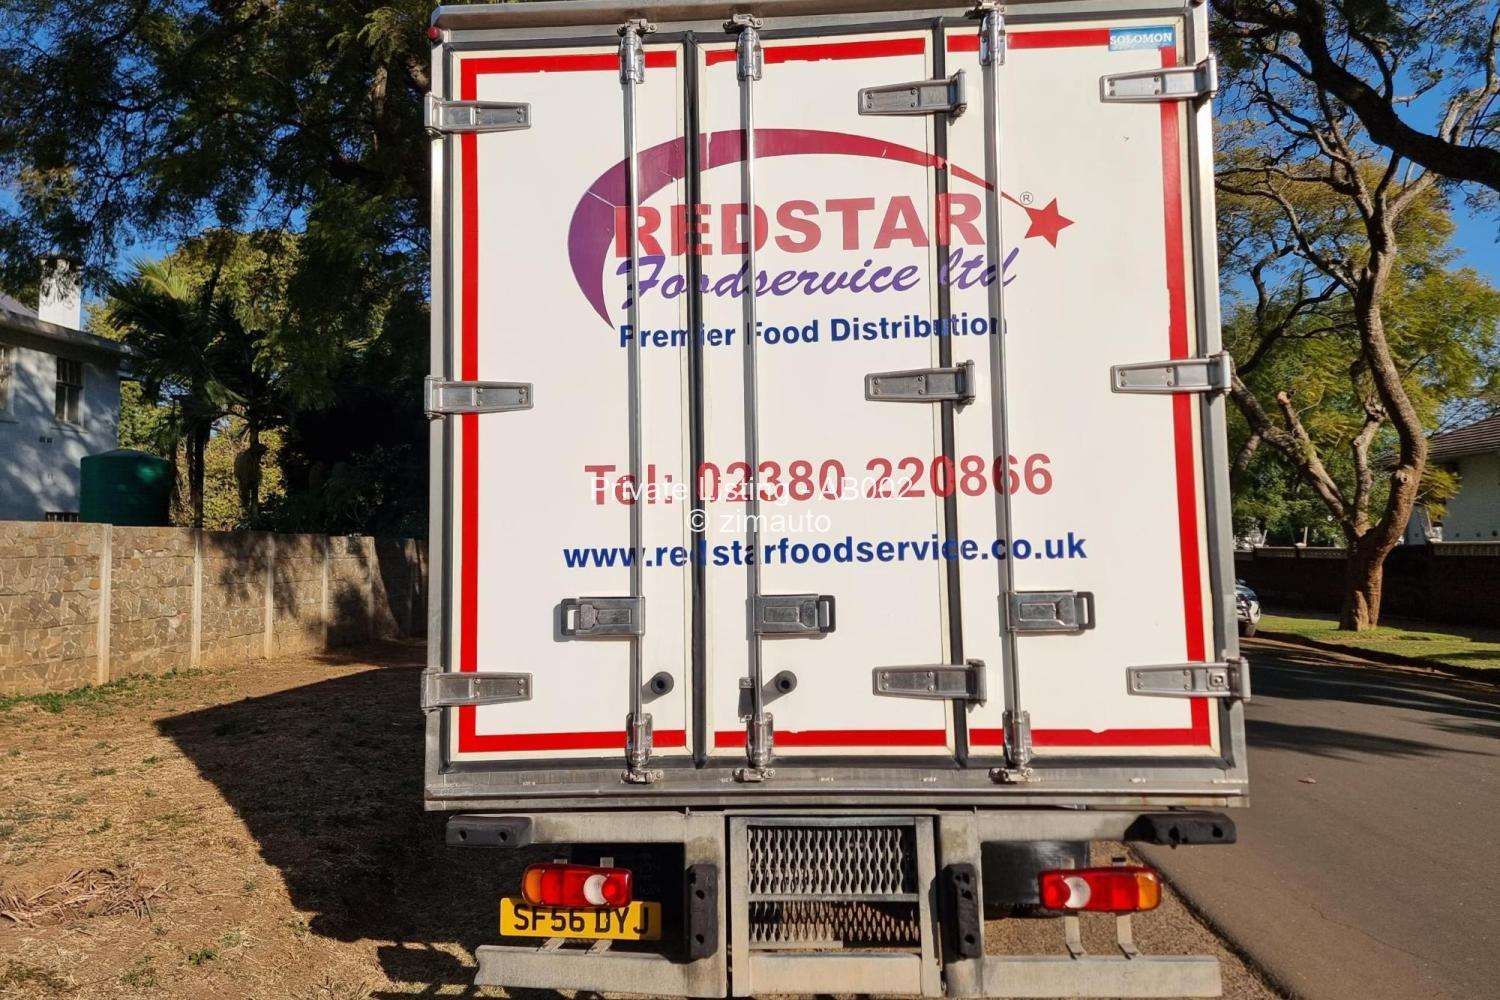 SOLOMON
REDSTAR ®
Foodservice ltd
Premier Food Distribution
Tel: 02380 220866
Private Listing - AB002
© zimauto
www.redstarfoodservice.co.uk
SF56 DYJ